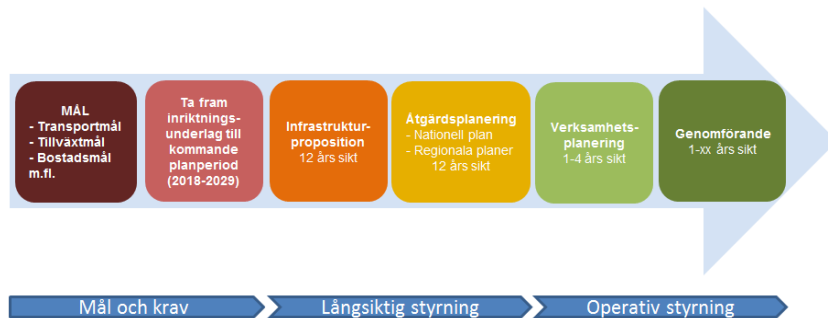 MÅL
- Transportmål
- Tillväxtmål
- Bostadsmål
m.fl.
Ta fram
inriktnings-
underlag till
kommande
planperiod
(2018-2029)
Infrastruktur-
proposition
12 års sikt
Åtgärdsplanering
- Nationell plan
- Regionala planer
12 års sikt
Verksamhets-
planering
1-4 års sikt
Genomförande
1-xx års sikt
Mål och krav
Långsiktig styrning
Operativ styrning